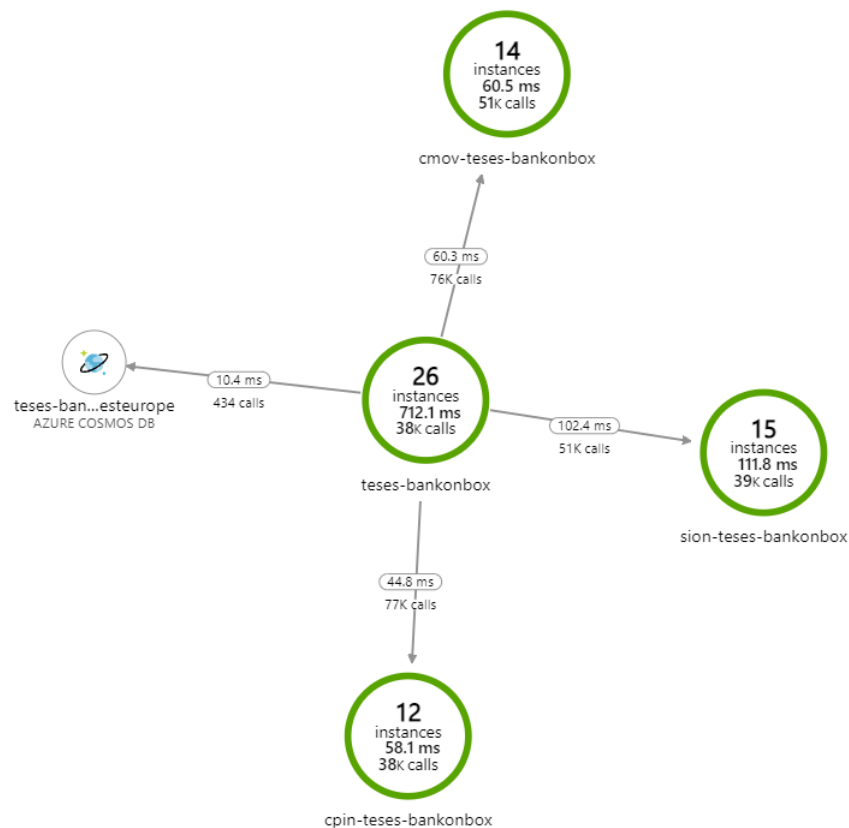 14
instances
60.5 ms
51K calls
cmov-teses-bankonbox
60.3 ms
76K calls
10.4 ms
434 calls
teses-ban...esteurope
AZURE COSMOS DB
26
instances
712.1 ms
38K calls
teses-bankonbox
102.4 ms
51K calls
15
instances
111.8 ms
39K calls
sion-teses-bankonbox
44.8 ms
77K calls
12
instances
58.1 ms
38K calls
cpin-teses-bankonbox